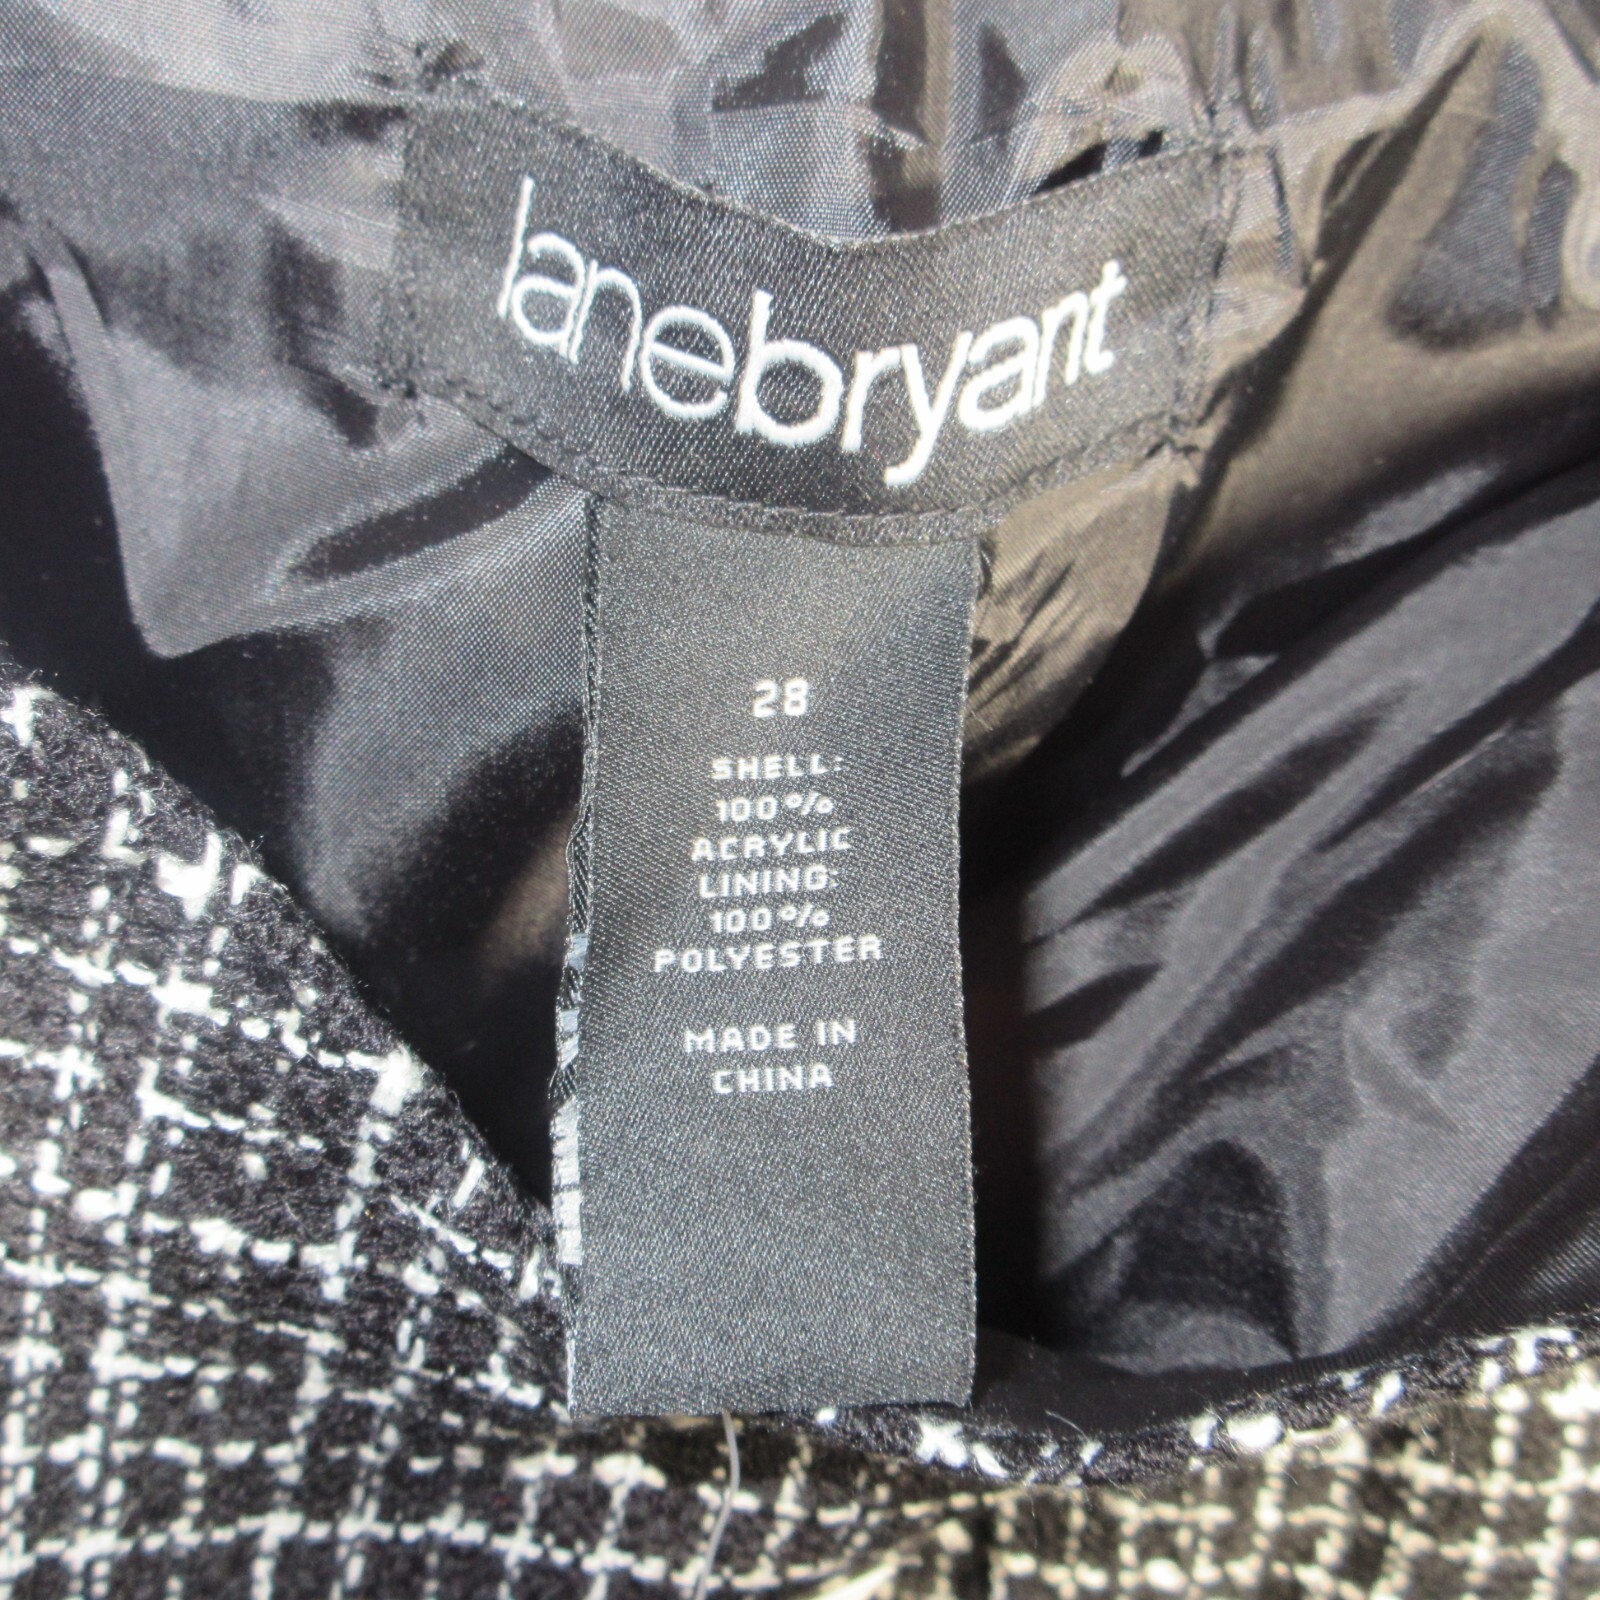 lanebryant
28
SHELL:
100%
ACRYLIC
LINING:
100%
POLYESTER
MADE IN
CHINA